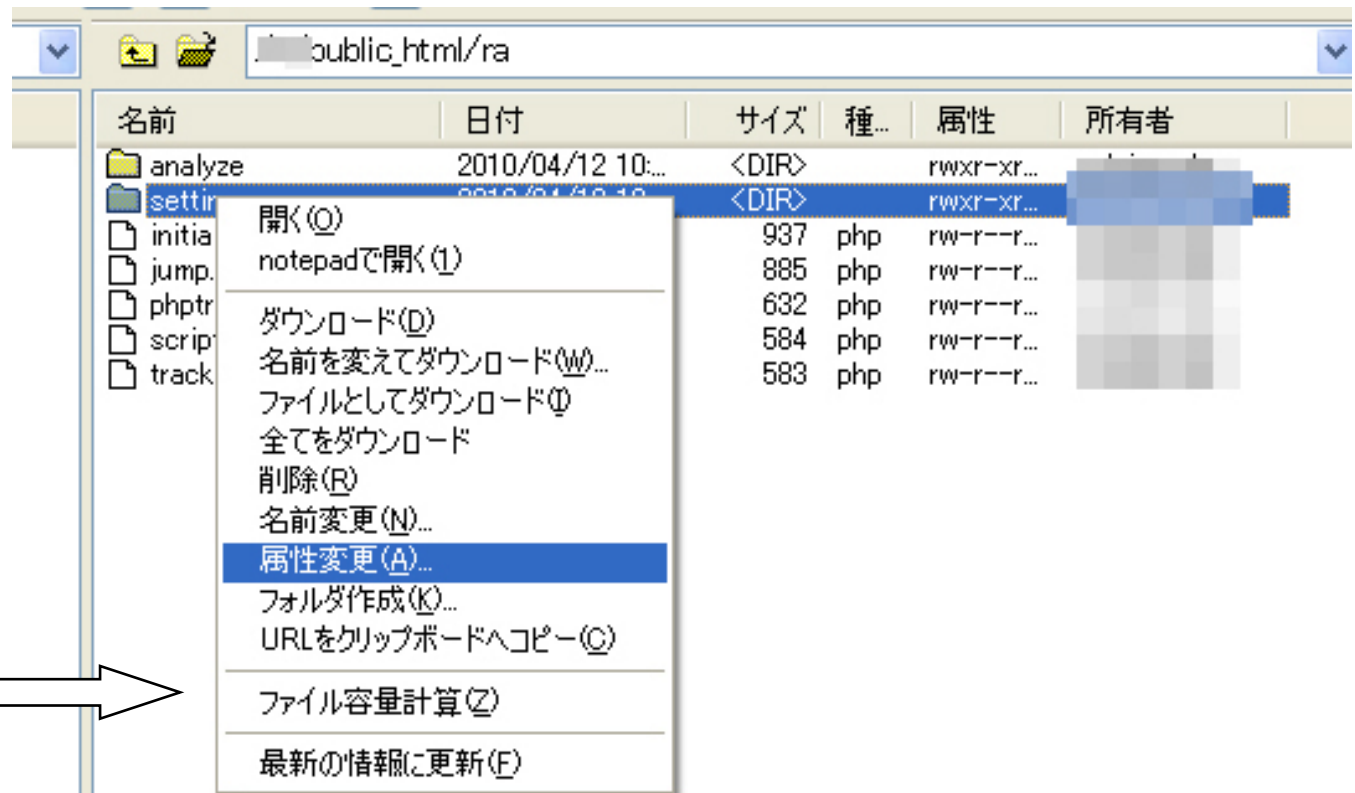 public_html/ra
名前 日付 サイズ 種... 属性 所有者
analyze 2010/04/12 10:... <DIR> rwxr-xr...
settin <DIR> rwxr-xr...
initia 937 php rw-r--r...
jump. 885 php rw-r--r...
phptr 632 php rw-r--r...
script 584 php rw-r--r...
track 583 php rw-r--r...
開く(O)
notepadで開く(1)
ダウンロード(D)
名前を変えてダウンロード(W)...
ファイルとしてダウンロード(I)
全てをダウンロード
削除(R)
名前変更(N)...
属性変更(A)...
フォルダ作成(K)...
URLをクリップボードへコピー(C)
ファイル容量計算(Z)
最新の情報に更新(F)